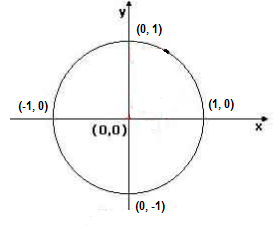 y
(0, 1)
(-1, 0)
(1, 0)
(0,0)
x
(0, -1)